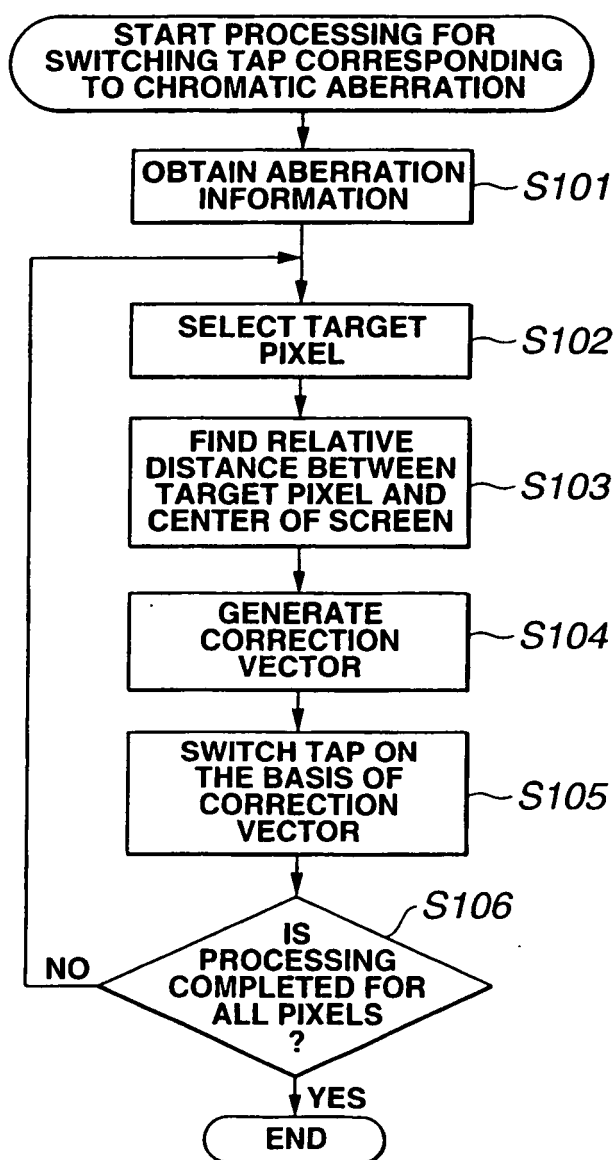 START PROCESSING FOR
SWITCHING TAP CORRESPONDING
TO CHROMATIC ABERRATION
OBTAIN ABERRATION
INFORMATION
S101
SELECT TARGET
PIXEL
S102
FIND RELATIVE
DISTANCE BETWEEN
TARGET PIXEL AND
CENTER OF SCREEN
S103
GENERATE
CORRECTION
VECTOR
S104
SWITCH TAP ON
THE BASIS OF
CORRECTION
VECTOR
S105
S106
IS
PROCESSING
COMPLETED FOR
ALL PIXELS
?
NO
YES
END